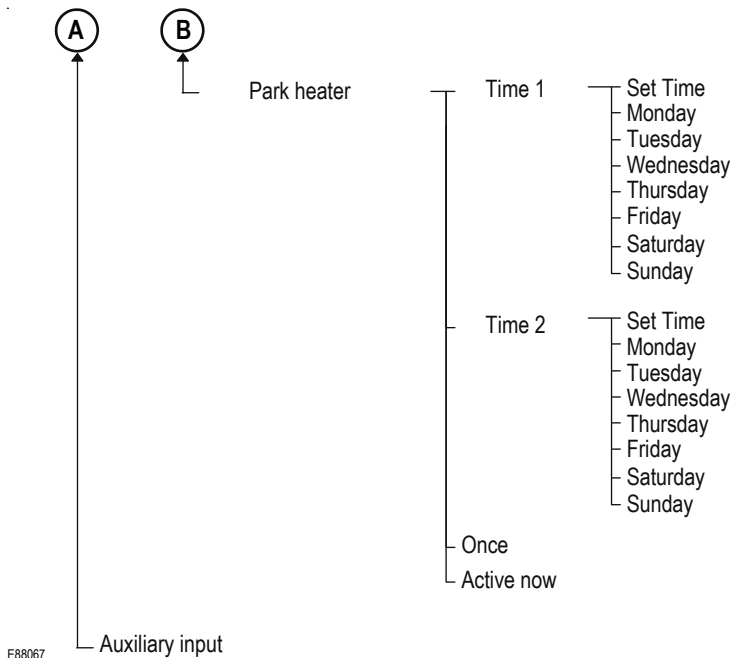 A
B
Park heater
Time 1
Set Time
Monday
Tuesday
Wednesday
Thursday
Friday
Saturday
Sunday
Time 2
Set Time
Monday
Tuesday
Wednesday
Thursday
Friday
Saturday
Sunday
Once
Active now
Auxiliary input
E88067